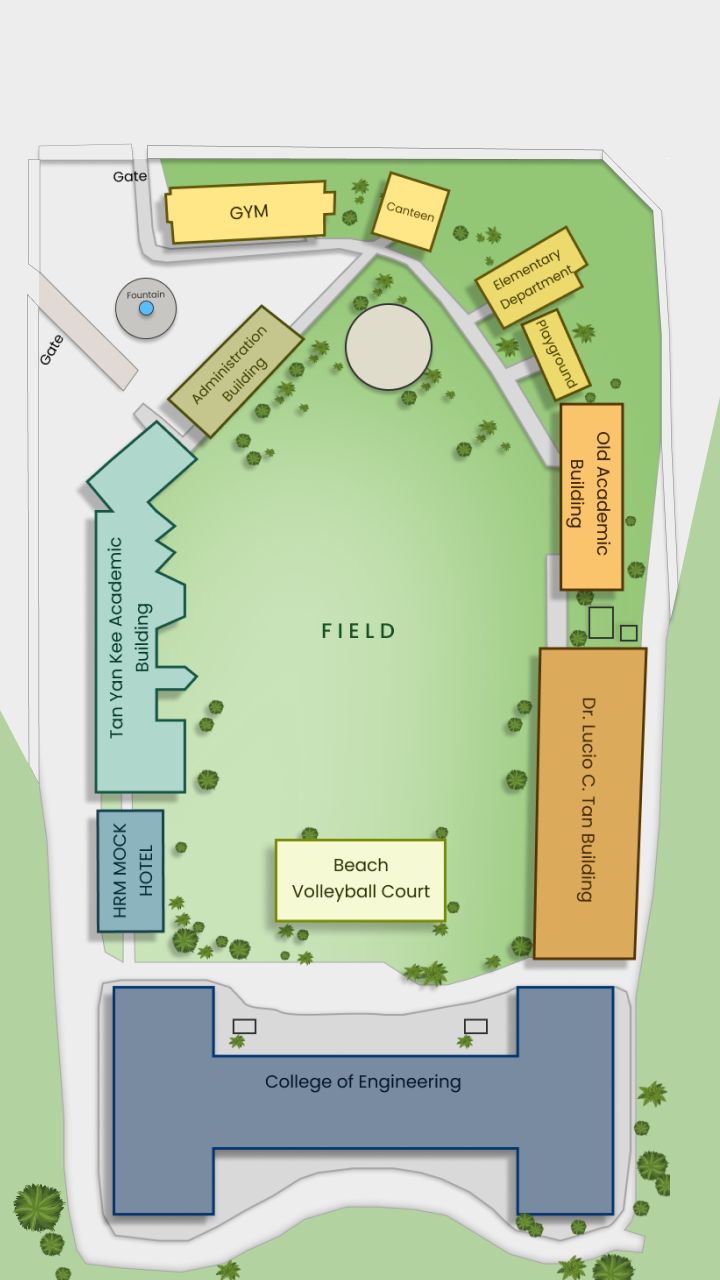 Gate
GYM
Canteen
Elementary
Department
Fountain
Playground
Gate
Administration
Building
Old Academic
Building
Tan Yan Kee Academic
Building
FIELD
Dr. Lucio C. Tan Building
HRM MOCK
HOTEL
Beach
Volleyball Court
College of Engineering